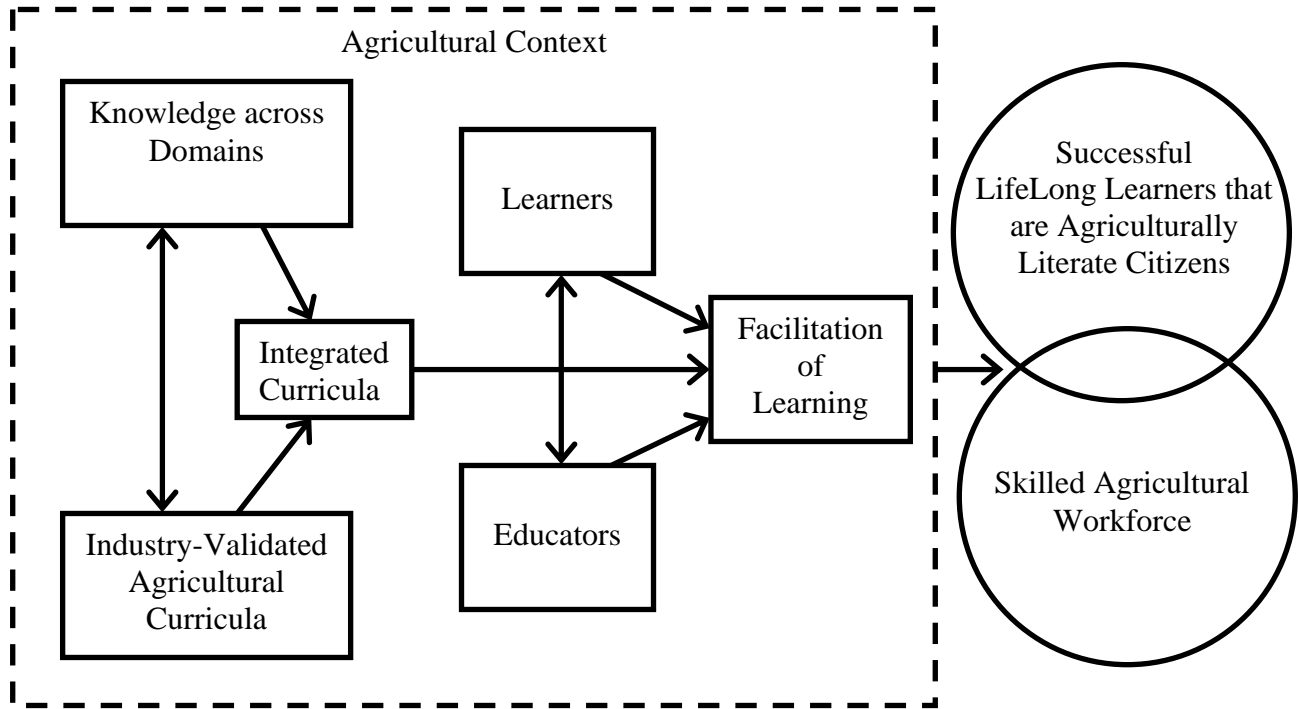 Agricultural Context
Knowledge across
Domains
Learners
Integrated
Curricula
Facilitation
of
Learning
Industry-Validated
Agricultural
Curricula
Educators
Successful
LifeLong Learners that
are Agriculturally
Literate Citizens
Skilled Agricultural
Workforce